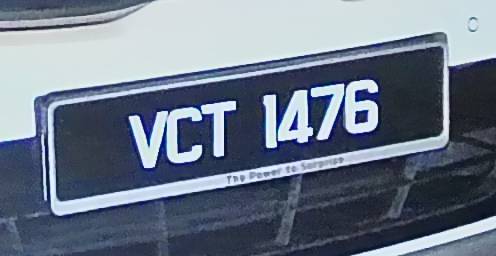 VCT 1476
The Power to Surprise